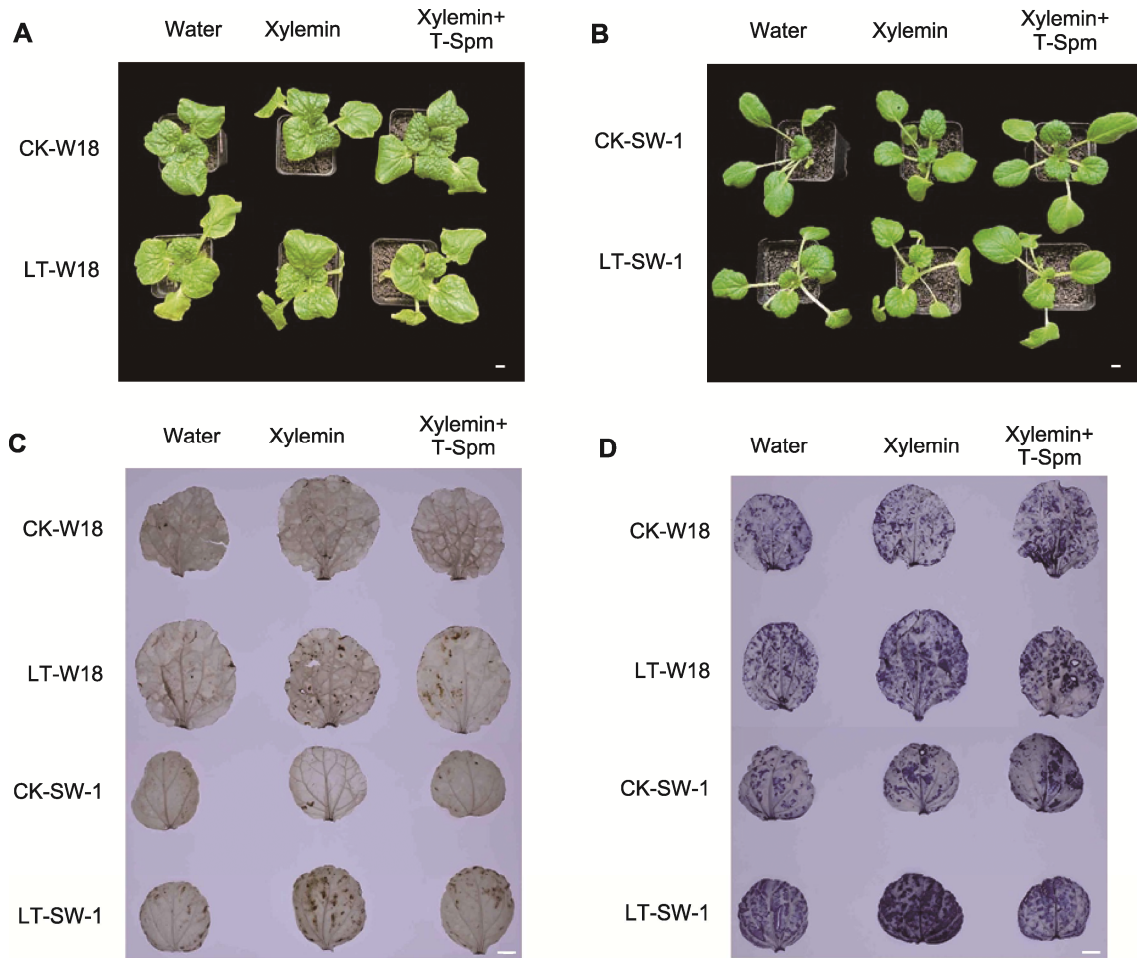 A
Water
Xylemin
Xylemin+
T-Spm
CK-W18
LT-W18
B
Water
Xylemin
Xylemin+
T-Spm
CK-SW-1
LT-SW-1
C
Water
Xylemin
Xylemin+
T-Spm
CK-W18
LT-W18
CK-SW-1
LT-SW-1
D
Water
Xylemin
Xylemin+
T-Spm
CK-W18
LT-W18
CK-SW-1
LT-SW-1